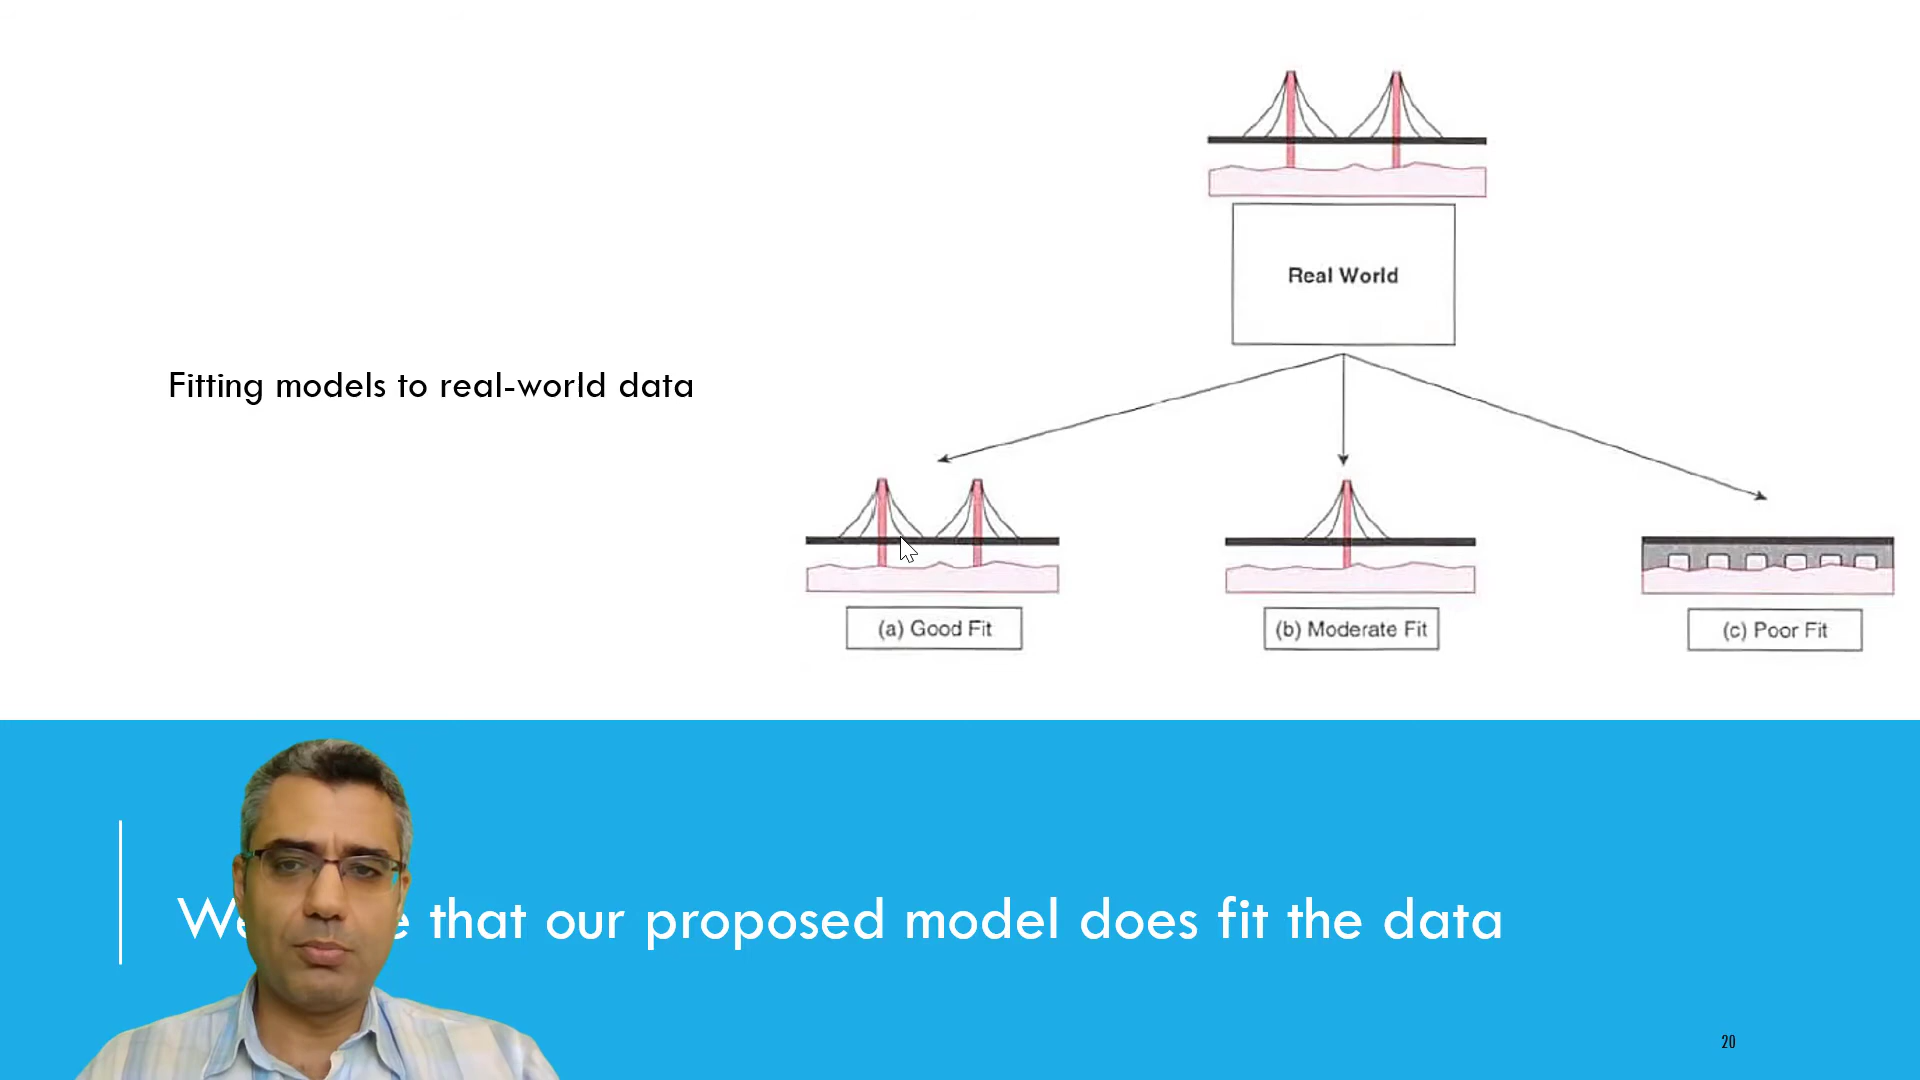 Real World
Fitting models to real-world data
(a) Good Fit
(b) Moderate Fit
(c) Poor Fit
that our proposed model does fit the data
20